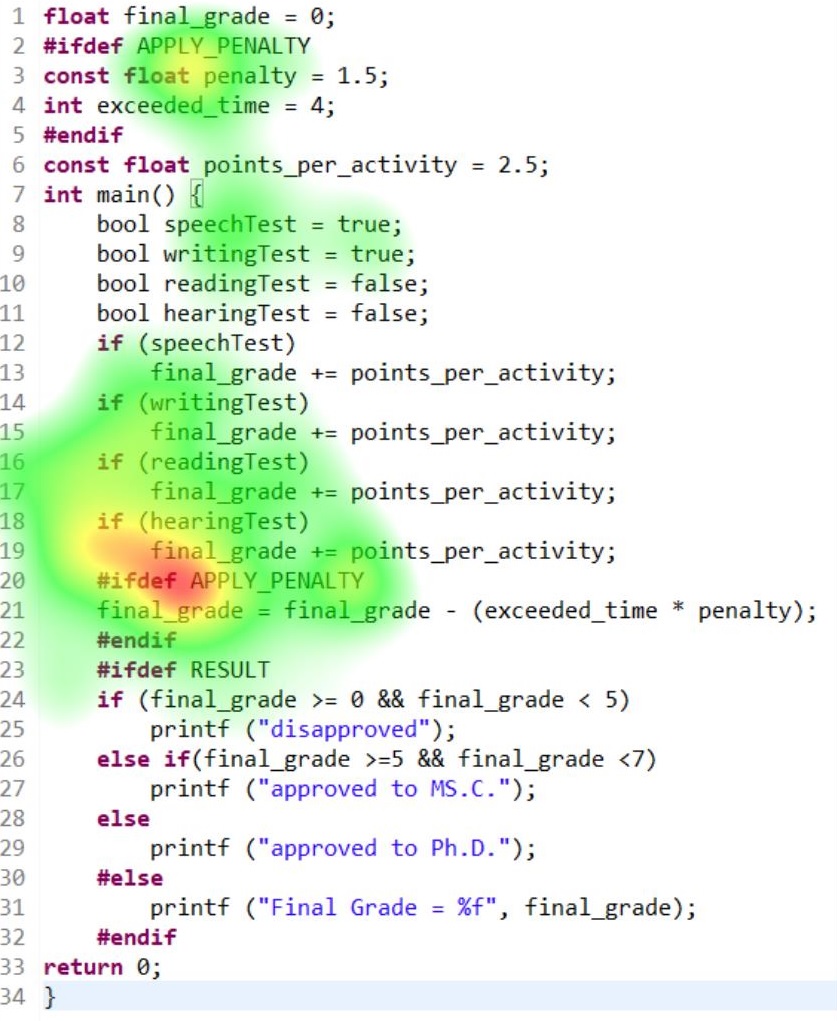 1 float final_grade = 0;
2 #ifdef APPLY_PENALTY
3 const float penalty = 1.5;
4 int exceeded_time = 4;
5 #endif
6 const float points_per_activity = 2.5;
7 int main() {
8 bool speechTest = true;
9 bool writingTest = true;
10 bool readingTest = false;
11 bool hearingTest = false;
12 if (speechTest)
13 final_grade += points_per_activity;
14 if (writingTest)
15 final_grade += points_per_activity;
16 if (readingTest)
17 final_grade += points_per_activity;
18 if (hearingTest)
19 final_grade += points_per_activity;
20 #ifdef APPLY_PENALTY
21 final_grade = final_grade - (exceeded_time * penalty);
22 #endif
23 #ifdef RESULT
24 if (final_grade >= 0 && final_grade < 5)
25 printf ("disapproved");
26 else if(final_grade >=5 && final_grade <7)
27 printf ("approved to MS.C.");
28 else
29 printf ("approved to Ph.D.");
30 #else
31 printf ("Final Grade = %f", final_grade);
32 #endif
33 return 0;
34 }